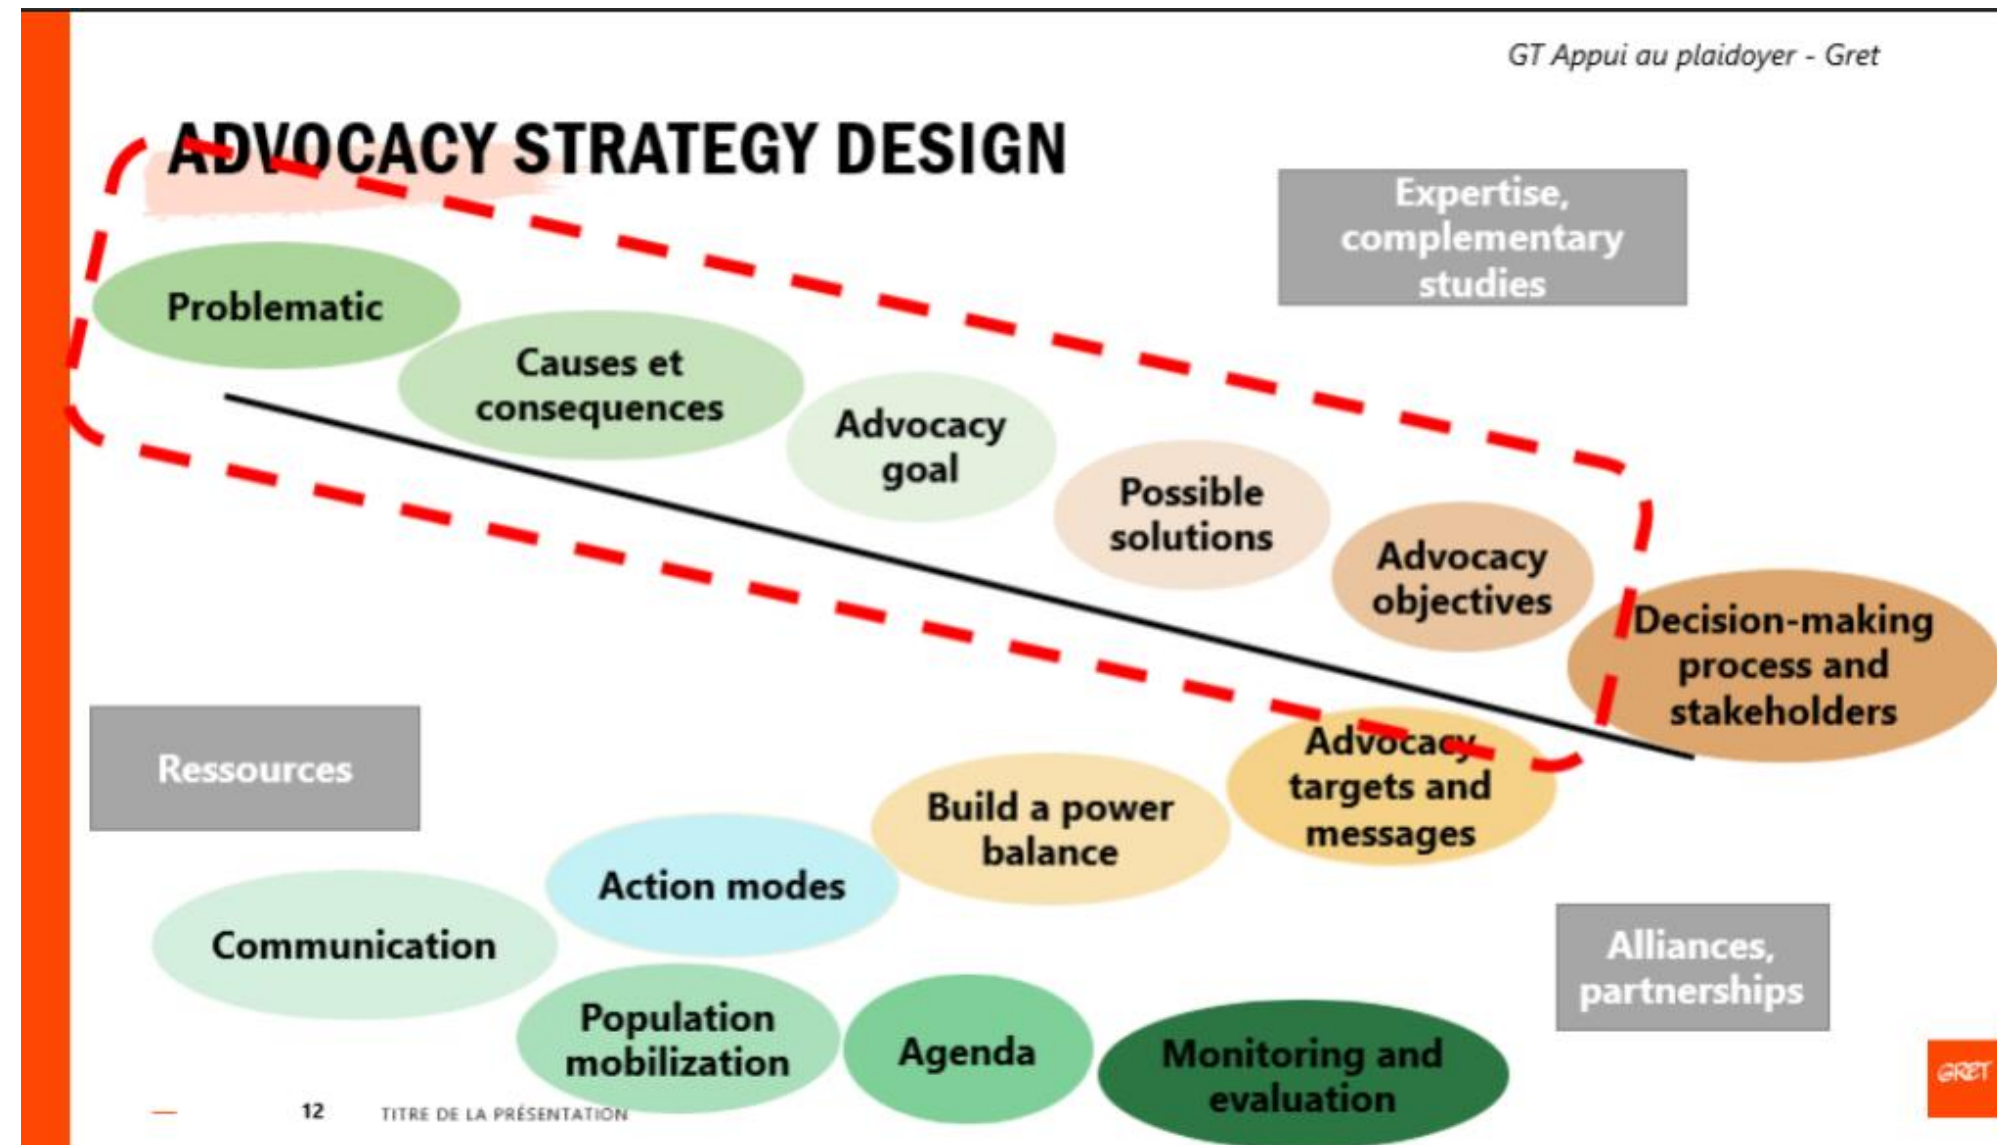 GT Appui au plaidoyer - Gret
ADVOCACY STRATEGY DESIGN
Expertise,
complementary
studies
Problematic
Causes et
consequences
Advocacy
goal
Possible
solutions
Advocacy
objectives
Decision-making
process and
stakeholders
Advocacy
targets and
messages
Build a power
balance
Action modes
Ressources
Communication
Population
mobilization
Agenda
Monitoring and
evaluation
Alliances,
partnerships
GRET
12
TITRE DE LA PRÉSENTATION